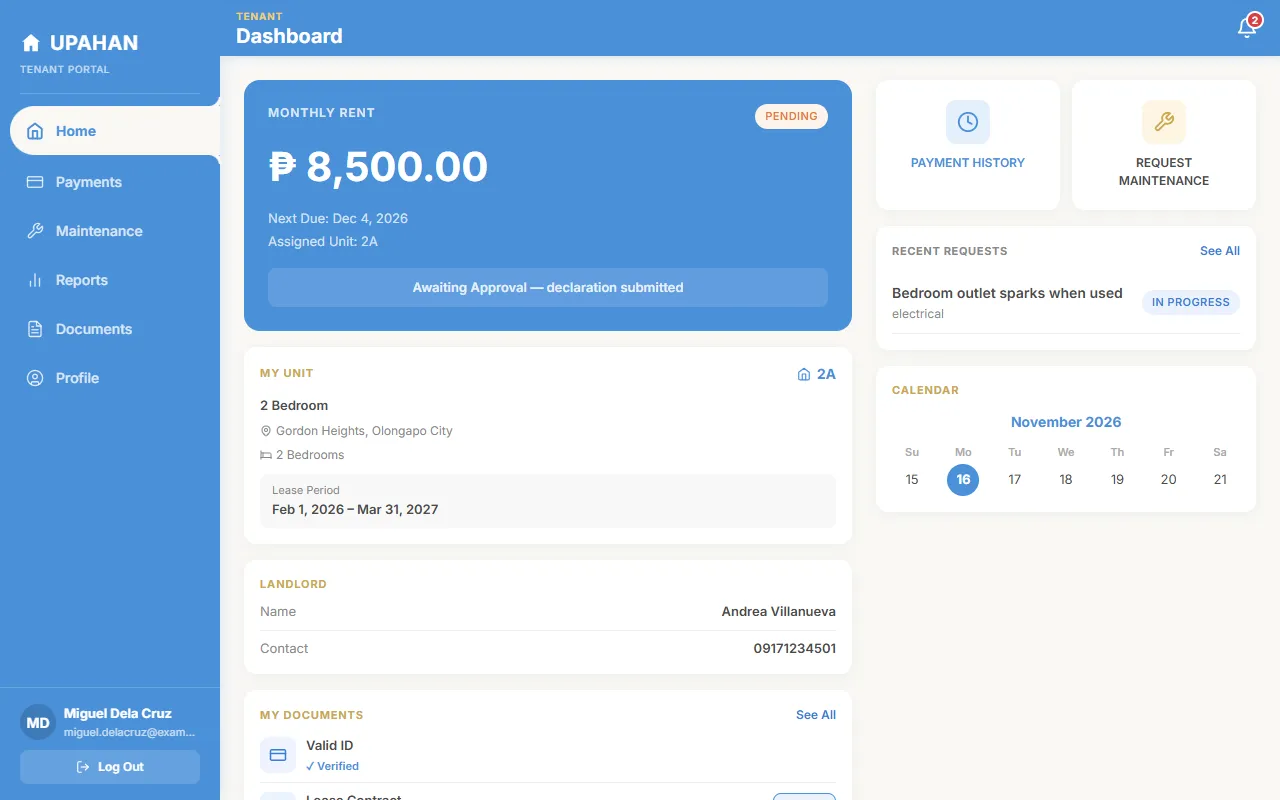 UPAHAN
TENANT PORTAL
Home
Payments
Maintenance
Reports
Documents
Profile
MD
Miguel Dela Cruz
miguel.delacruz@exam...
Log Out
TENANT
Dashboard
2
MONTHLY RENT
PENDING
₱ 8,500.00
Next Due: Dec 4, 2026
Assigned Unit: 2A
Awaiting Approval — declaration submitted
MY UNIT
2A
2 Bedroom
Gordon Heights, Olongapo City
2 Bedrooms
Lease Period
Feb 1, 2026 – Mar 31, 2027
LANDLORD
Name Andrea Villanueva
Contact 09171234501
MY DOCUMENTS See All
Valid ID
✓ Verified
Lease Contract
PAYMENT HISTORY
REQUEST
MAINTENANCE
RECENT REQUESTS See All
Bedroom outlet sparks when used
electrical
IN PROGRESS
CALENDAR
November 2026
Su Mo Tu We Th Fr Sa
15 16 17 18 19 20 21